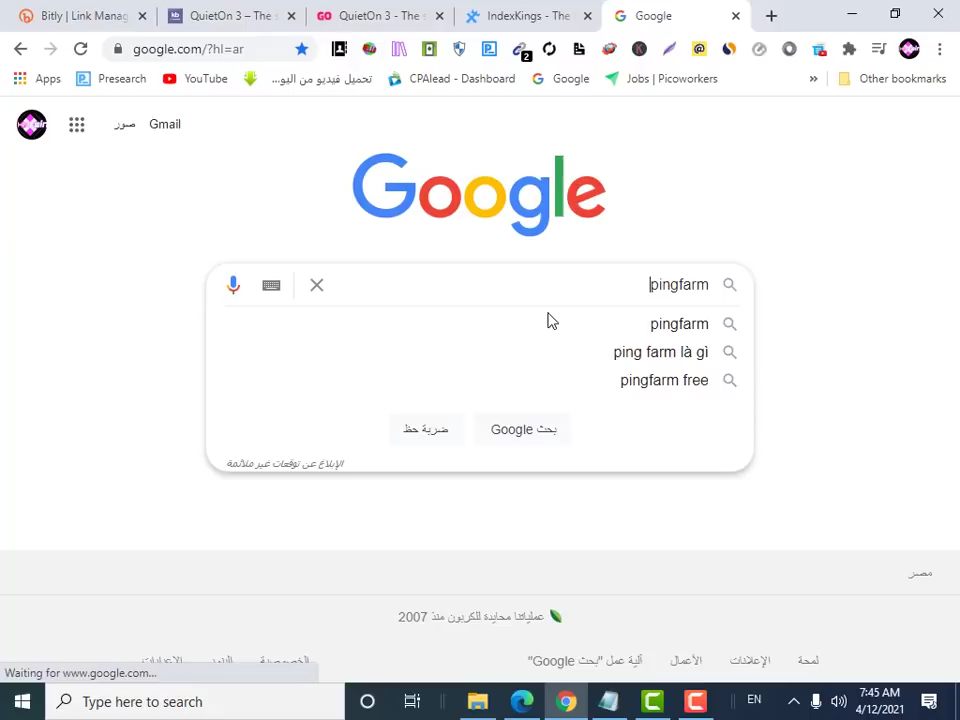 Bitly | Link Manag
QuietOn 3 – The s
QuietOn 3 - The s
IndexKings - The
Google
google.com/?hl=ar
2
Apps
Presearch
YouTube
تحميل فيديو من اليو...
CPAlead - Dashboard
Google
Jobs | Picoworkers
»
Other bookmarks
صور
Gmail
Google
pingfarm
pingfarm
ping farm là gì
pingfarm free
بحث Google
ضربة حظ
الإبلاغ عن توقعات غير ملائمة
مصر
عملياتنا محايدة للكربون منذ 2007
لمحة
الإعلانات
الأعمال
آلية عمل "بحث Google"
الخصوصية
البنود
الإعدادات
Waiting for www.google.com...
Type here to search
EN
7:45 AM
4/12/2021